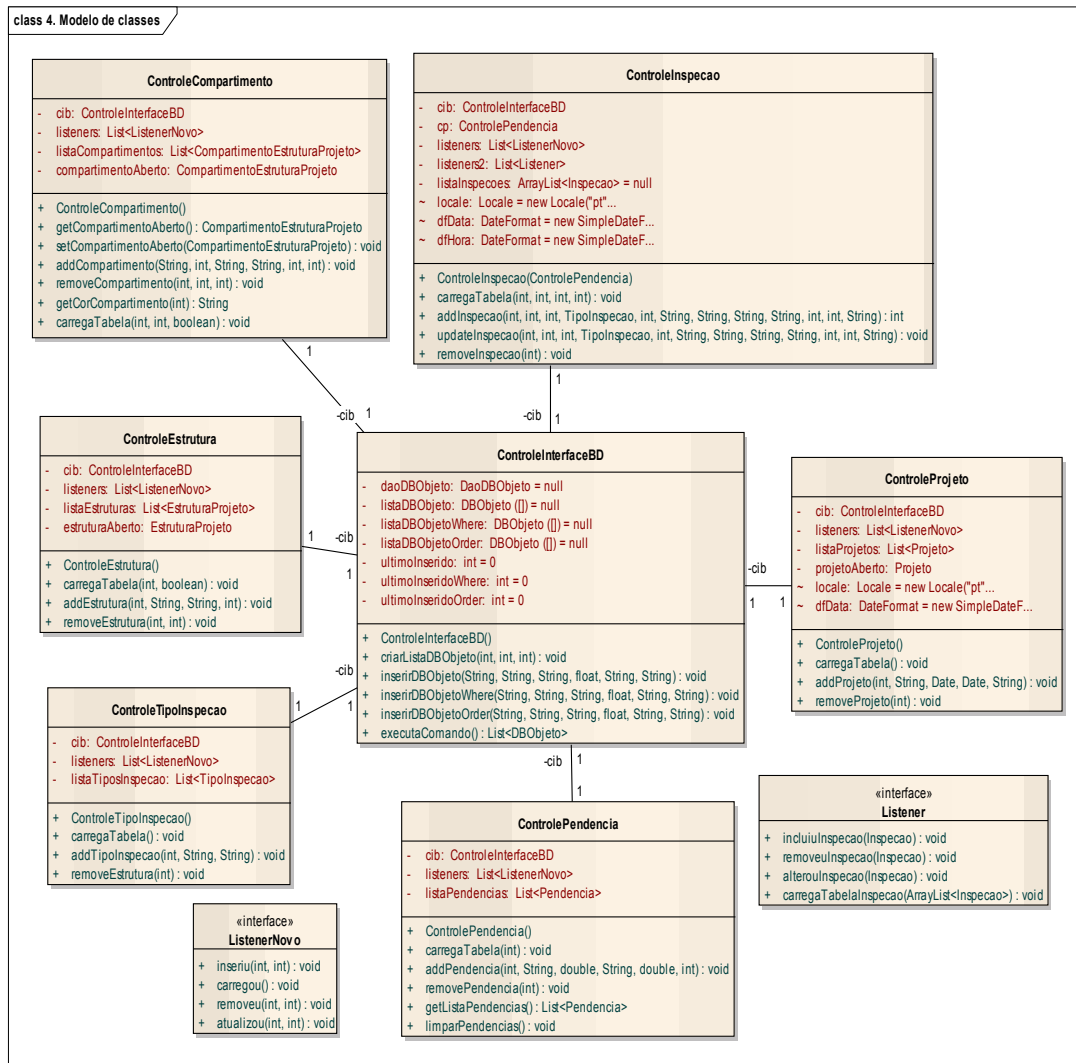 class 4. Modelo de classes
ControleCompartimento
- cib: ControleInterfaceBD
- listeners: List<ListenerNovo>
- listaCompartimentos: List<CompartimentoEstruturaProjeto>
- compartimentoAberto: CompartimentoEstruturaProjeto
+ ControleCompartimento()
+ getCompartimentoAberto() : CompartimentoEstruturaProjeto
+ setCompartimentoAberto(CompartimentoEstruturaProjeto) : void
+ addCompartimento(String, int, String, String, int, int) : void
+ removeCompartimento(int, int, int) : void
+ getCorCompartimento(int) : String
+ carregaTabela(int, int, boolean) : void
ControleInspecao
- cib: ControleInterfaceBD
- cp: ControlePendencia
- listeners: List<ListenerNovo>
- listeners2: List<Listener>
- listaInspecoes: ArrayList<Inspecao> = null
~ locale: Locale = new Locale("pt"...
~ dfData: DateFormat = new SimpleDateF...
~ dfHora: DateFormat = new SimpleDateF...
+ ControleInspecao(ControlePendencia)
+ carregaTabela(int, int, int, int) : void
+ addInspecao(int, int, int, TipoInspecao, int, String, String, String, String, int, int, String) : int
+ updateInspecao(int, int, int, TipoInspecao, int, String, String, String, String, int, int, String) : void
+ removeInspecao(int) : void
1
-cib 1
1
-cib 1
ControleEstrutura
- cib: ControleInterfaceBD
- listeners: List<ListenerNovo>
- listaEstruturas: List<EstruturaProjeto>
- estruturaAberto: EstruturaProjeto
+ ControleEstrutura()
+ carregaTabela(int, boolean) : void
+ addEstrutura(int, String, String, int) : void
+ removeEstrutura(int, int) : void
1
-cib
1
ControleInterfaceBD
- daoDBObjeto: DaoDBObjeto = null
- listaDBObjeto: DBObjeto ([]) = null
- listaDBObjetoWhere: DBObjeto ([]) = null
- listaDBObjetoOrder: DBObjeto ([]) = null
- ultimoInserido: int = 0
- ultimoInseridoWhere: int = 0
- ultimoInseridoOrder: int = 0
+ ControleInterfaceBD()
+ criarListaDBObjeto(int, int, int) : void
+ inserirDBObjeto(String, String, String, float, String, String) : void
+ inserirDBObjetoWhere(String, String, String, float, String, String) : void
+ inserirDBObjetoOrder(String, String, String, float, String, String) : void
+ executaComando() : List<DBObjeto>
-cib
1 1
ControleProjeto
- cib: ControleInterfaceBD
- listeners: List<ListenerNovo>
- listaProjetos: List<Projeto>
- projetoAberto: Projeto
~ locale: Locale = new Locale("pt"...
~ dfData: DateFormat = new SimpleDateF...
+ ControleProjeto()
+ carregaTabela() : void
+ addProjeto(int, String, Date, Date, String) : void
+ removeProjeto(int) : void
-cib
1
1
ControleTipoInspecao
- cib: ControleInterfaceBD
- listeners: List<ListenerNovo>
- listaTiposInspecao: List<TipoInspecao>
+ ControleTipoInspecao()
+ carregaTabela() : void
+ addTipoInspecao(int, String, String) : void
+ removeEstrutura(int) : void
-cib 1
1
ControlePendencia
- cib: ControleInterfaceBD
- listeners: List<ListenerNovo>
- listaPendencias: List<Pendencia>
+ ControlePendencia()
+ carregaTabela(int) : void
+ addPendencia(int, String, double, String, double, int) : void
+ removePendencia(int) : void
+ getListaPendencias() : List<Pendencia>
+ limparPendencias() : void
«interface»
Listener
+ incluiuInspecao(Inspecao) : void
+ removeuInspecao(Inspecao) : void
+ alterouInspecao(Inspecao) : void
+ carregaTabelaInspecao(ArrayList<Inspecao>) : void
«interface»
ListenerNovo
+ inseriu(int, int) : void
+ carregou() : void
+ removeu(int, int) : void
+ atualizou(int, int) : void